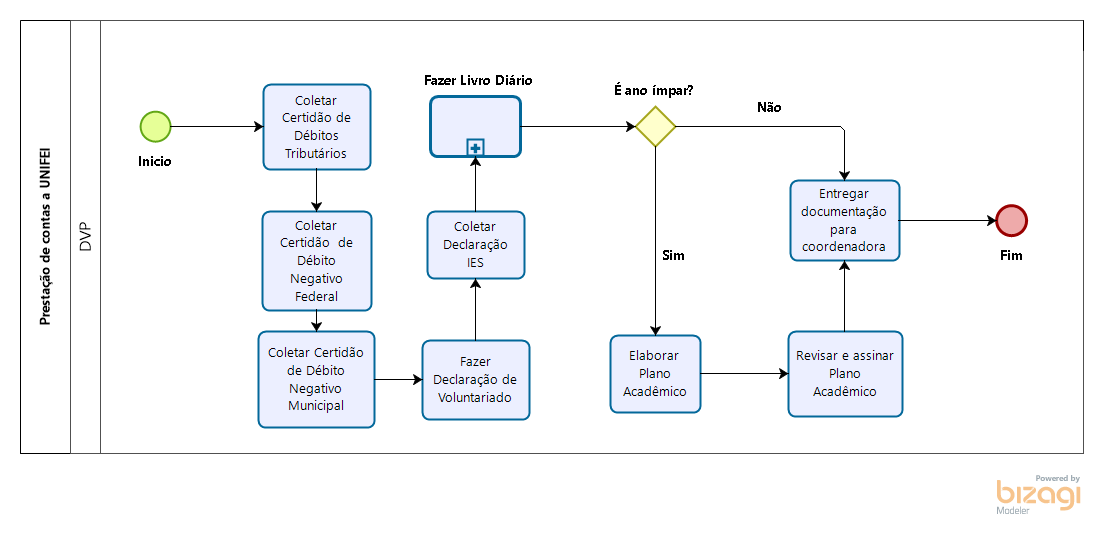 Prestação de contas a UNIFEI
DVP
Inicio
Coletar
Certidão de
Débitos
Tributários
Coletar
Certidão de
Débito
Negativo
Federal
Coletar Certidão
de Débito
Negativo
Municipal
Fazer
Declaração de
Voluntariado
Coletar
Declaração
IES
Fazer Livro Diário
É ano ímpar?
Não
Sim
Elaborar
Plano
Acadêmico
Revisar e assinar
Plano
Acadêmico
Entregar
documentação
para
coordenadora
Fim
Powered by
bizagi
Modeler